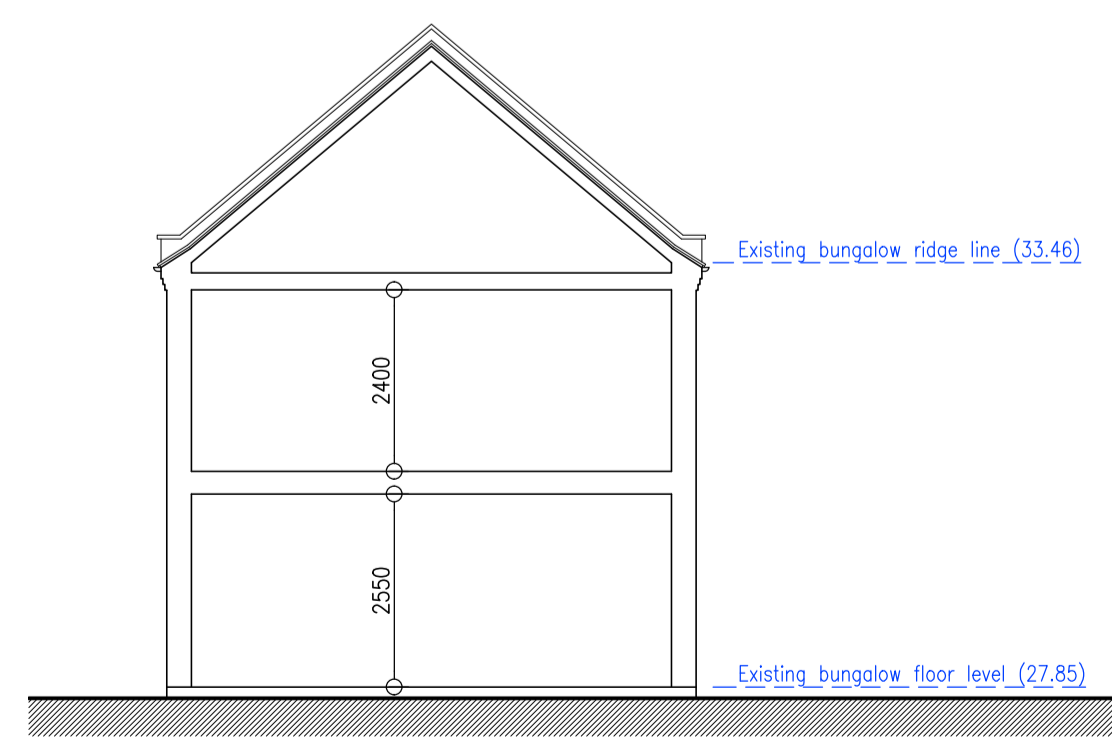 Existing bungalow ridge line (33.46)
2400
2550
Existing bungalow floor level (27.85)